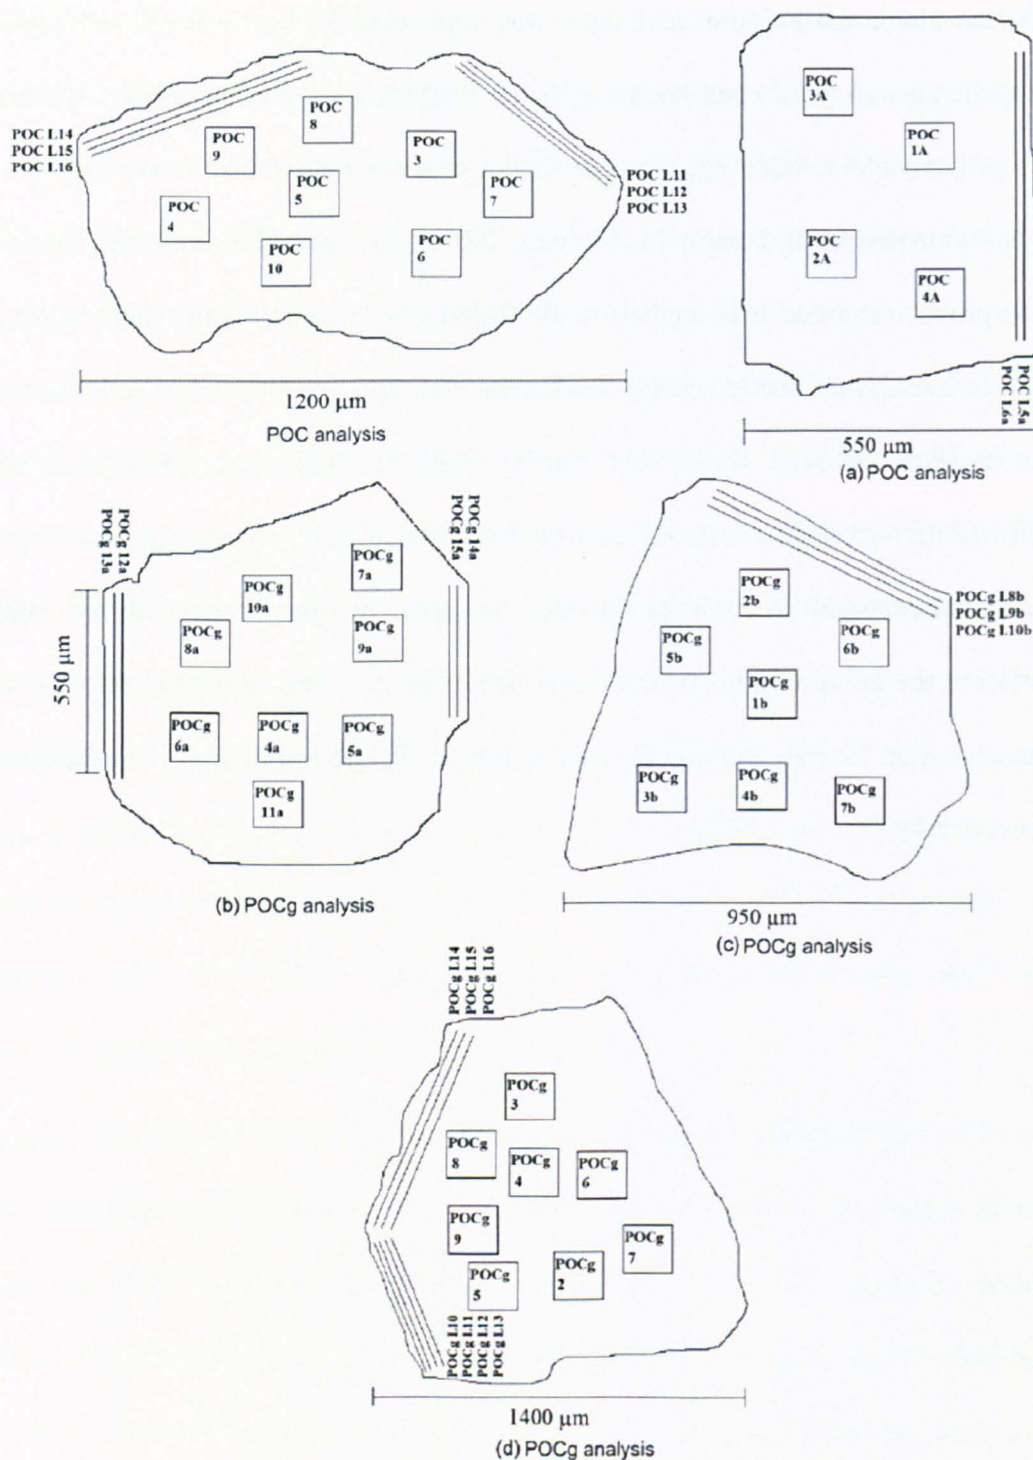 POC L14
POC L15
POC L16
POC
9
POC
8
POC
3
POC
4
POC
5
POC
7
POC
10
POC
6
POC L11
POC L12
POC L13
1200 µm
POC analysis
POC
3A
POC
1A
POC
2A
POC
4A
POC L6a
POC L5a
550 µm
(a) POC analysis
POCg 13a
POCg 12a
POCg 15a
POCg 14a
POCg
7a
POCg
10a
POCg
8a
POCg
9a
POCg
6a
POCg
4a
POCg
5a
POCg
11a
550 µm
(b) POCg analysis
POCg
2b
POCg
5b
POCg
6b
POCg
1b
POCg
3b
POCg
4b
POCg
7b
POCg L8b
POCg L9b
POCg L10b
950 µm
(c) POCg analysis
POCg L14
POCg L15
POCg L16
POCg
3
POCg
8
POCg
4
POCg
6
POCg
9
POCg
7
POCg
5
POCg
2
POCg L10
POCg L11
POCg L12
POCg L13
1400 µm
(d) POCg analysis